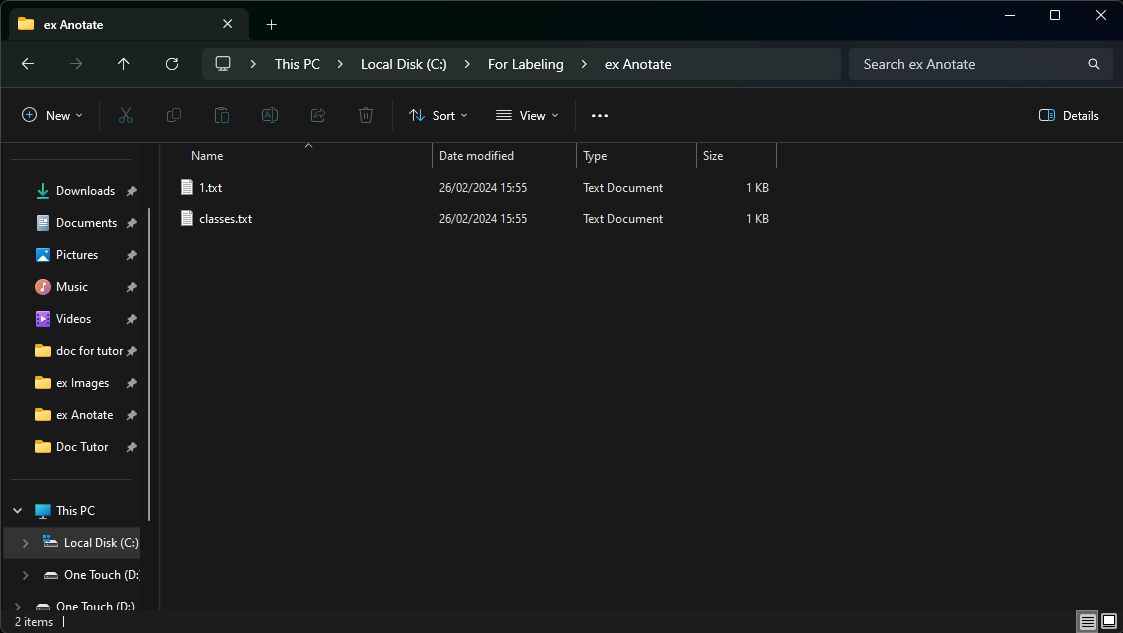 ex Anotate
This PC > Local Disk (C:) > For Labeling > ex Anotate
Search ex Anotate
New
Sort
View
Details
Name Date modified Type Size
1.txt 26/02/2024 15:55 Text Document 1 KB
classes.txt 26/02/2024 15:55 Text Document 1 KB
Downloads
Documents
Pictures
Music
Videos
doc for tutor
ex Images
ex Anotate
Doc Tutor
This PC
Local Disk (C:)
One Touch (D:)
One Touch (D:)
2 items